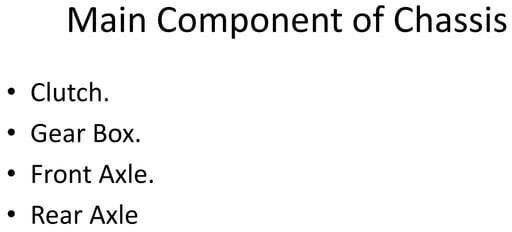 Main Component of Chassis
• Clutch.
• Gear Box.
• Front Axle.
• Rear Axle